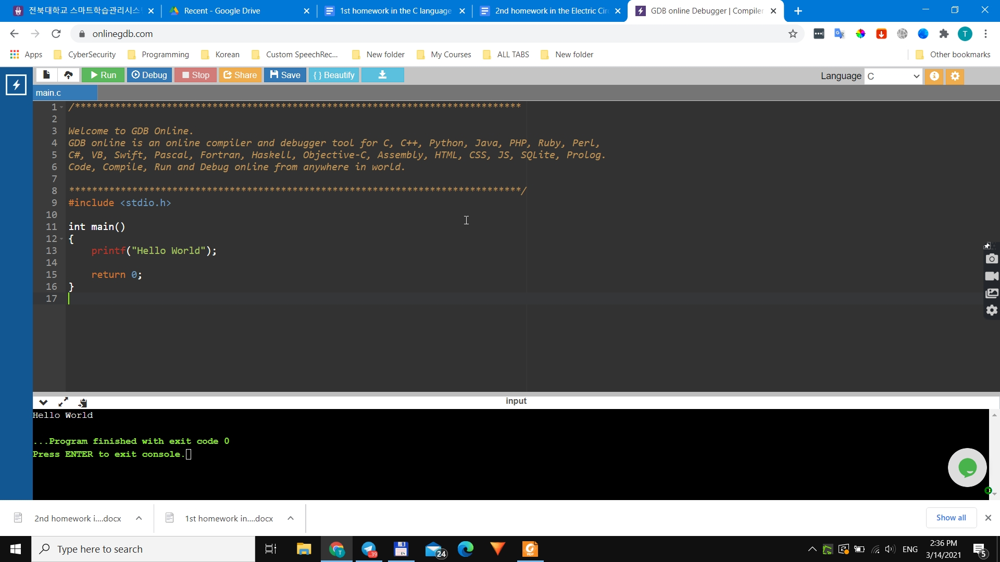 전북대학교 스마트학습관리시스
Recent - Google Drive
1st homework in the C language
2nd homework in the Electric Cir
GDB online Debugger | Compiler
onlinegdb.com
T
Apps
CyberSecurity
Programming
Korean
Custom SpeechRec...
New folder
My Courses
ALL TABS
New folder
Other bookmarks
Run
Debug
Stop
Share
Save
{ } Beautify
Language C
main.c
1 /******************************************************************************
2
3 Welcome to GDB Online.
4 GDB online is an online compiler and debugger tool for C, C++, Python, Java, PHP, Ruby, Perl,
5 C#, VB, Swift, Pascal, Fortran, Haskell, Objective-C, Assembly, HTML, CSS, JS, SQLite, Prolog.
6 Code, Compile, Run and Debug online from anywhere in world.
7
8 *******************************************************************************/
9 #include <stdio.h>
10
11 int main()
12 {
13 printf("Hello World");
14
15 return 0;
16 }
17
input
Hello World
...Program finished with exit code 0
Press ENTER to exit console.
2nd homework i....docx
1st homework in....docx
Show all
Type here to search
T
39
24
PDF
ENG
2:36 PM
3/14/2021
5